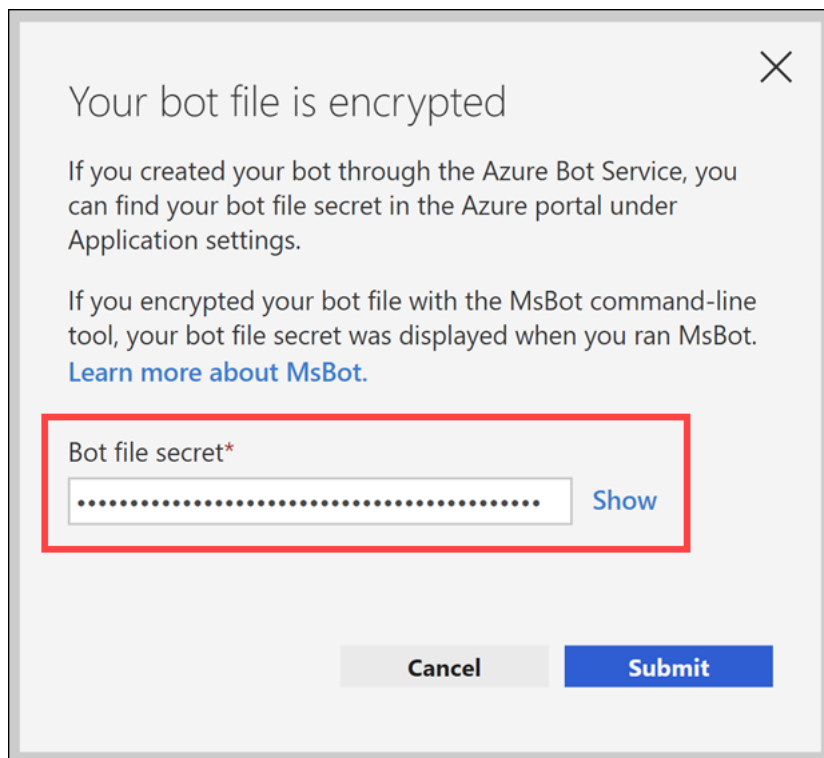 Your bot file is encrypted
If you created your bot through the Azure Bot Service, you
can find your bot file secret in the Azure portal under
Application settings.
If you encrypted your bot file with the MsBot command-line
tool, your bot file secret was displayed when you ran MsBot.
Learn more about MsBot.
Bot file secret*
Show
Cancel
Submit